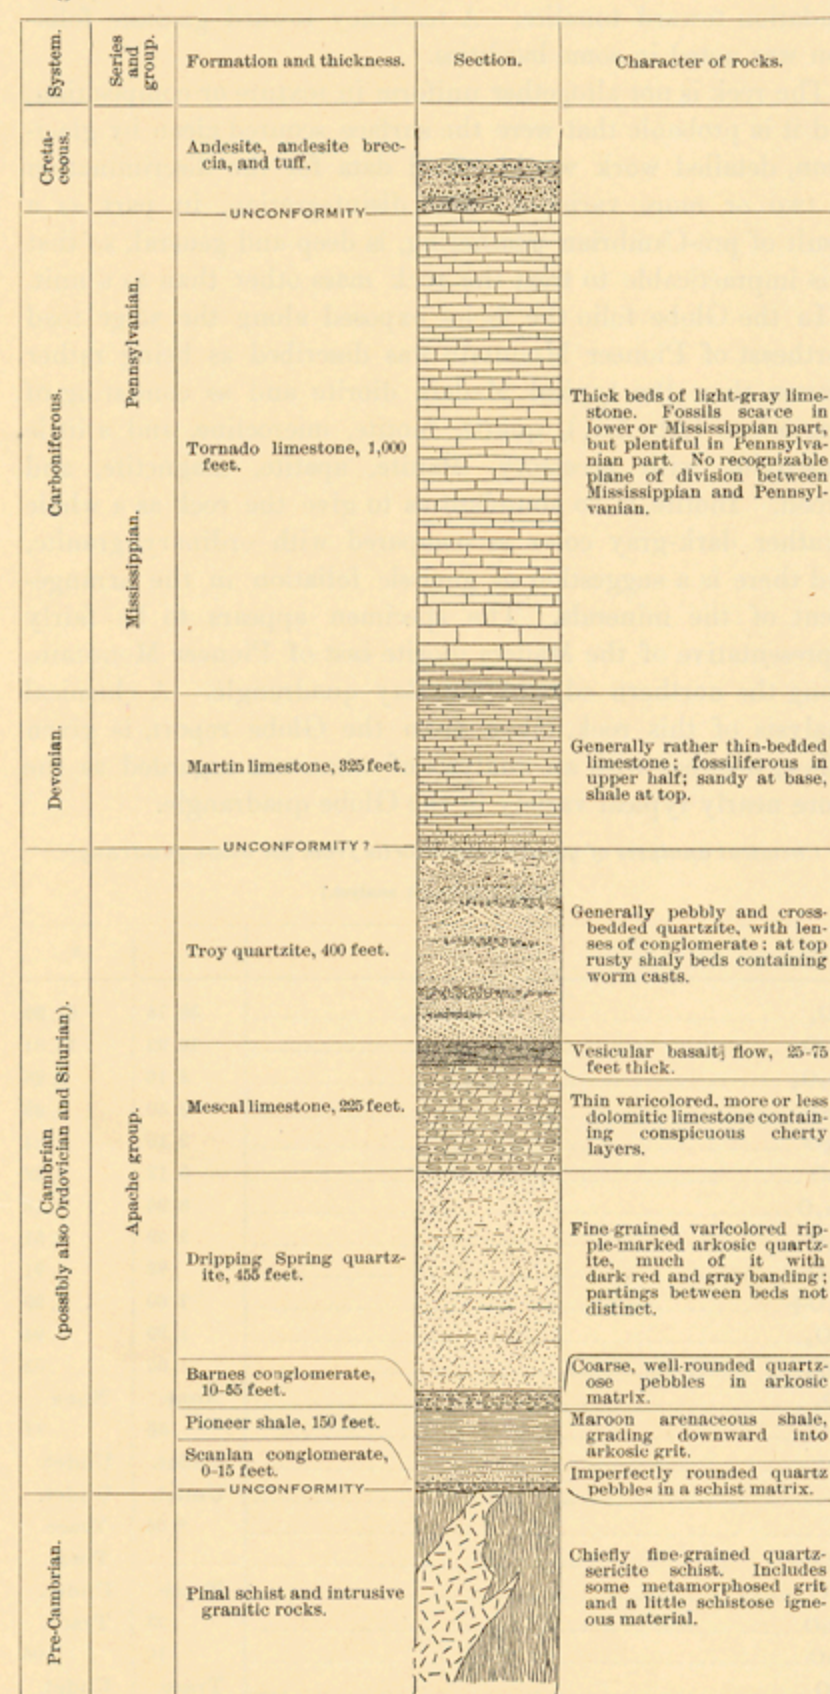 System.
Series
and
group.
Formation and thickness.
Section.
Character of rocks.
Creta-
ceous.
Andesite, andesite brec-
cia, and tuff.
UNCONFORMITY
Carboniferous.
Pennsylvanian.
Mississippian.
Tornado limestone, 1,000
feet.
Thick beds of light-gray lime-
stone. Fossils scarce in
lower or Mississippian part,
but plentiful in Pennsylva-
nian part. No recognizable
plane of division between
Mississippian and Pennsyl-
vanian.
Devonian.
Martin limestone, 325 feet.
Generally rather thin-bedded
limestone; fossiliferous in
upper half; sandy at base,
shale at top.
UNCONFORMITY?
Cambrian
(possibly also Ordovician and Silurian).
Apache group.
Troy quartzite, 400 feet.
Generally pebbly and cross-
bedded quartzite, with len-
ses of conglomerate; at top
rusty shaly beds containing
worm casts.
Vesicular basalt flow, 25-75
feet thick.
Mescal limestone, 225 feet.
Thin varicolored, more or less
dolomitic limestone contain-
ing conspicuous cherty
layers.
Dripping Spring quartz-
ite, 455 feet.
Fine-grained varicolored rip-
ple-marked arkosic quartz-
ite, much of it with
dark red and gray banding;
partings between beds not
distinct.
Barnes conglomerate,
10-55 feet.
Coarse, well-rounded quartz-
ose pebbles in arkosic
matrix.
Pioneer shale, 150 feet.
Maroon arenaceous shale,
grading downward into
arkosic grit.
Scanlan conglomerate,
0-15 feet.
Imperfectly rounded quartz
pebbles in a schist matrix.
UNCONFORMITY
Pre-Cambrian.
Pinal schist and intrusive
granitic rocks.
Chiefly fine-grained quartz-
sericite schist. Includes
some metamorphosed grit
and a little schistose igne-
ous material.